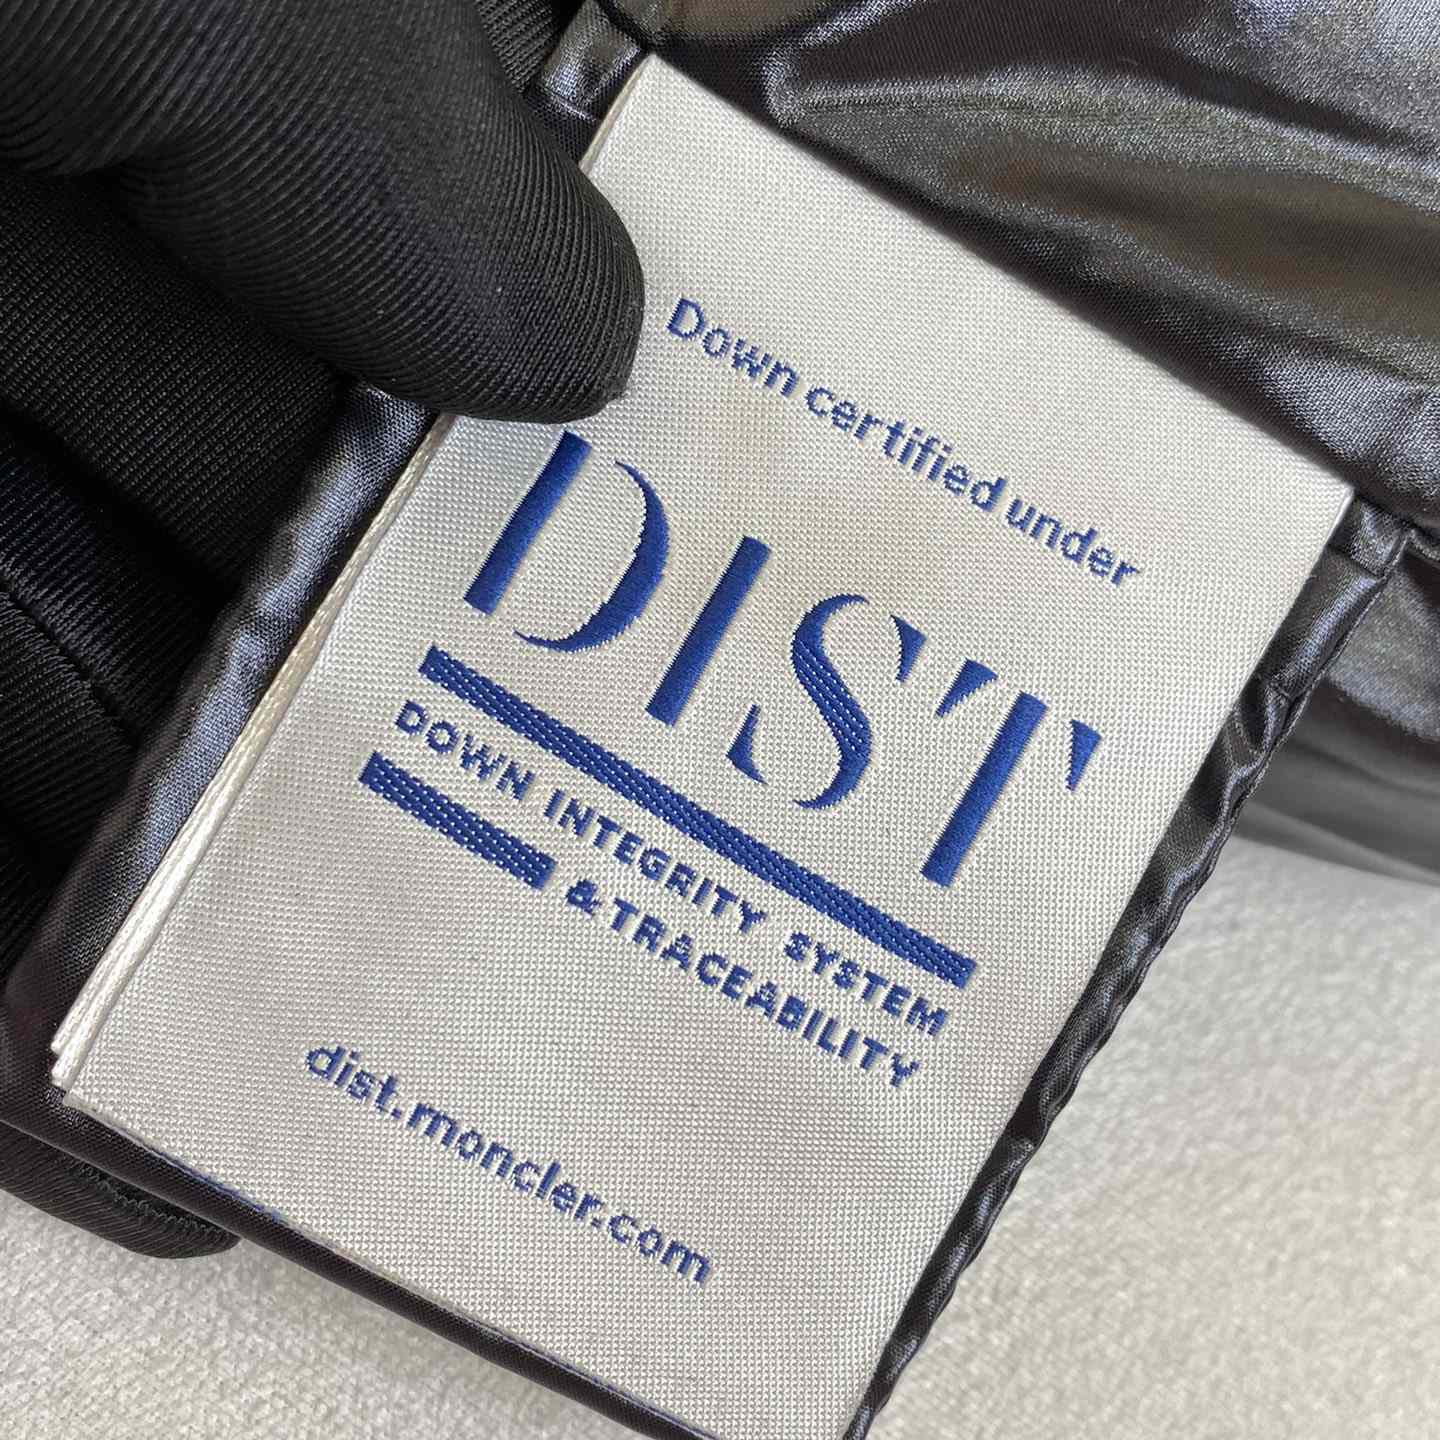 Down certified under
DIST
DOWN INTEGRITY SYSTEM
& TRACEABILITY
dist.moncler.com